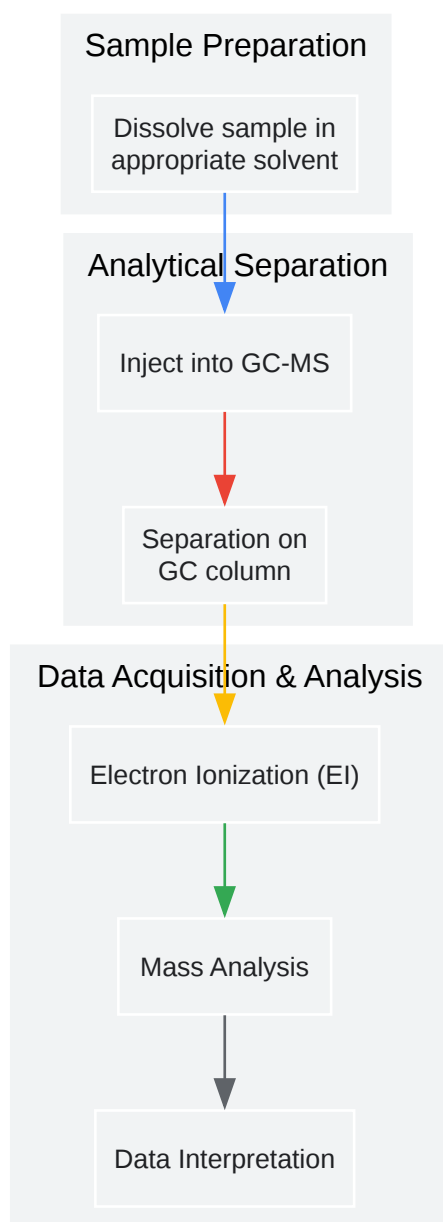 Sample Preparation
Dissolve sample in
appropriate solvent
Analytical Separation
Inject into GC-MS
Separation on
GC column
Data Acquisition & Analysis
Electron Ionization (EI)
Mass Analysis
Data Interpretation